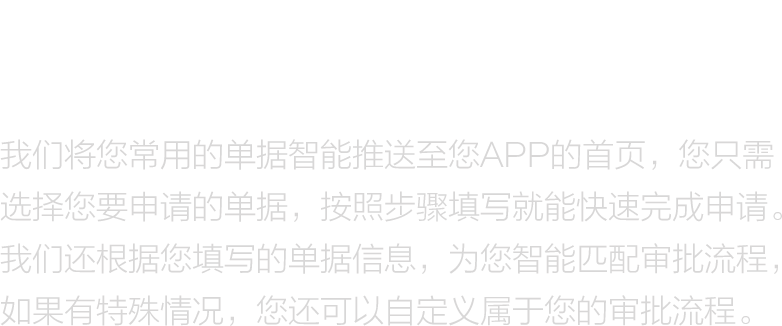 我们将您常用的单据智能推送至您APP的首页，您只需
选择您要申请的单据，按照步骤填写就能快速完成申请。
我们还根据您填写的单据信息，为您智能匹配审批流程，
如果有特殊情况，您还可以自定义属于您的审批流程。